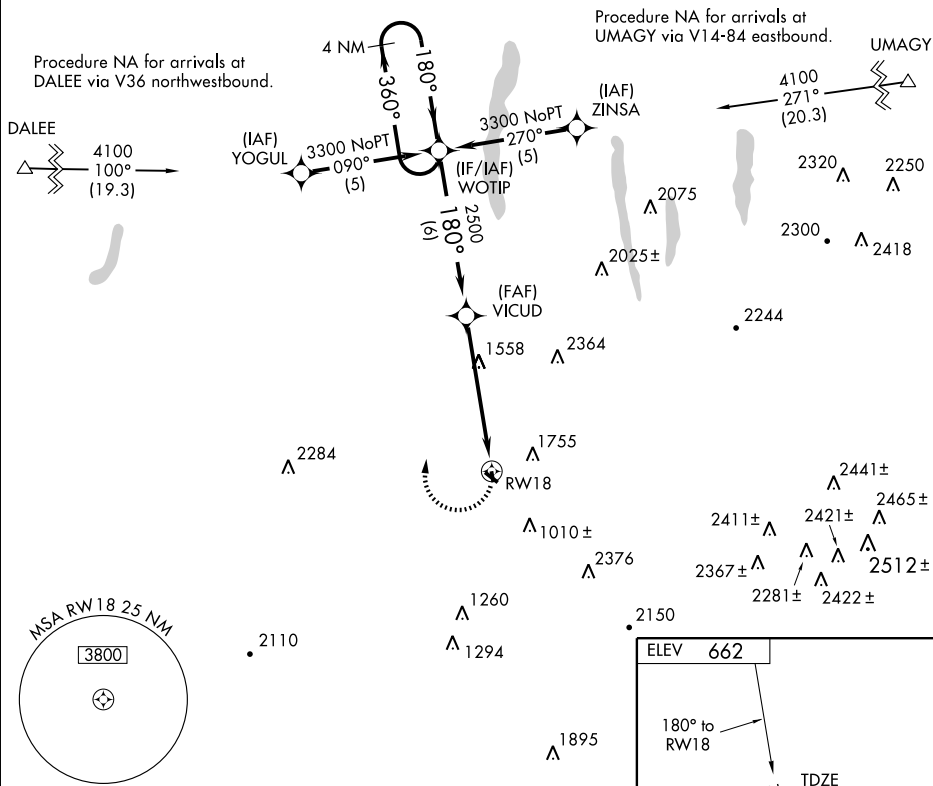 Procedure NA for arrivals at
UMAGY via V14-84 eastbound.
Procedure NA for arrivals at
DALEE via V36 northwestbound.
4 NM
180°
360°
UMAGY
4100
271°
(20.3)
(IAF)
ZINSA
3300 NoPT
270°
(5)
DALEE
4100
100°
(19.3)
(IAF)
YOGUL
3300 NoPT
090°
(5)
(IF/IAF)
WOTIP
2500
180°
(6)
2320
2250
2075
2300
2418
2025±
(FAF)
VICUD
2244
1558
2364
2284
1755
RW18
2441±
2465±
2411±
2421±
1010±
2376
2367±
2512±
2281±
2422±
1260
2150
MSA RW18 25 NM
3800
2110
1294
ELEV 662
180° to
RW18
1895
TDZE